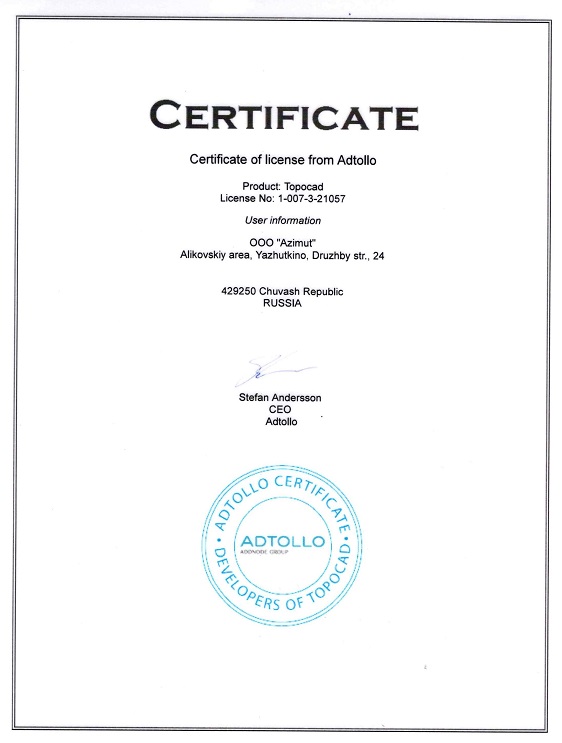 CERTIFICATE
Certificate of license from Adtollo
Product: Topocad
License No: 1-007-3-21057
User information
OOO "Azimut"
Alikovskiy area, Yazhutkino, Druzhby str., 24
429250 Chuvash Republic
RUSSIA
Stefan Andersson
CEO
Adtollo
• ADTOLLO CERTIFICATE •
ADTOLLO
ADDNODE GROUP
DEVELOPERS OF TOPOCAD